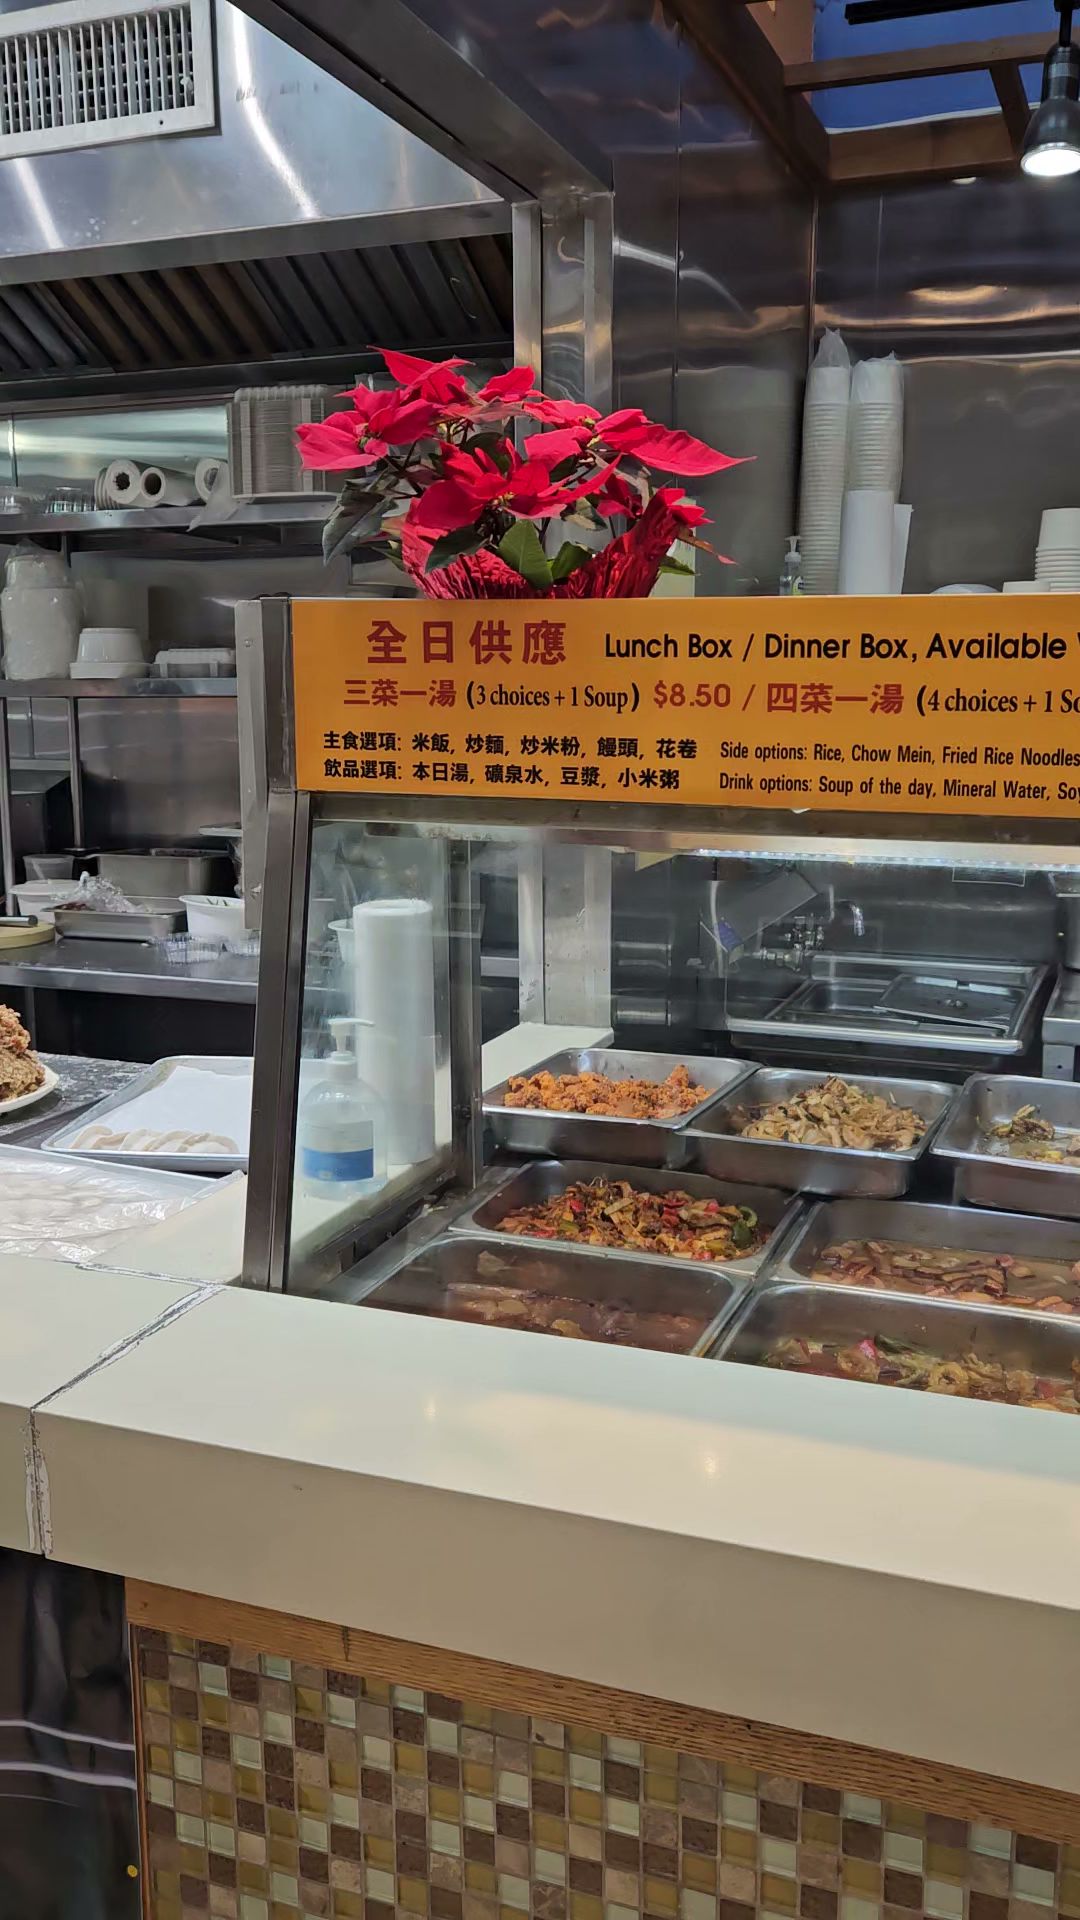 全日供應 Lunch Box / Dinner Box, Available
三菜一湯 (3 choices + 1 Soup) $8.50 / 四菜一湯 (4 choices + 1
主食選項: 米飯, 炒麵, 炒米粉, 饅頭, 花卷 Side options: Rice, Chow Mein, Fried Rice Noodles
飲品選項: 本日湯, 礦泉水, 豆漿, 小米粥 Drink options: Soup of the day, Mineral Water,